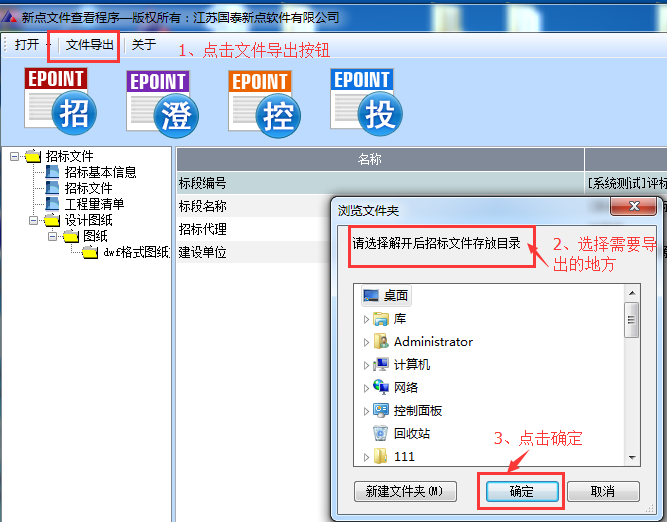 新点文件查看程序—版权所有：江苏国泰新点软件有限公司
打开 文件导出 关于
1、点击文件导出按钮
EPOINT 招
EPOINT 澄
EPOINT 控
EPOINT 投
招标文件
招标基本信息
招标文件
工程量清单
设计图纸
图纸
dwf格式图纸
名称
标段编号
[系统测试]评标
标段名称
招标代理
建设单位
浏览文件夹
请选择解开后招标文件存放目录
2、选择需要导
出的地方
桌面
库
Administrator
计算机
网络
控制面板
回收站
111
3、点击确定
新建文件夹(M) 确定 取消